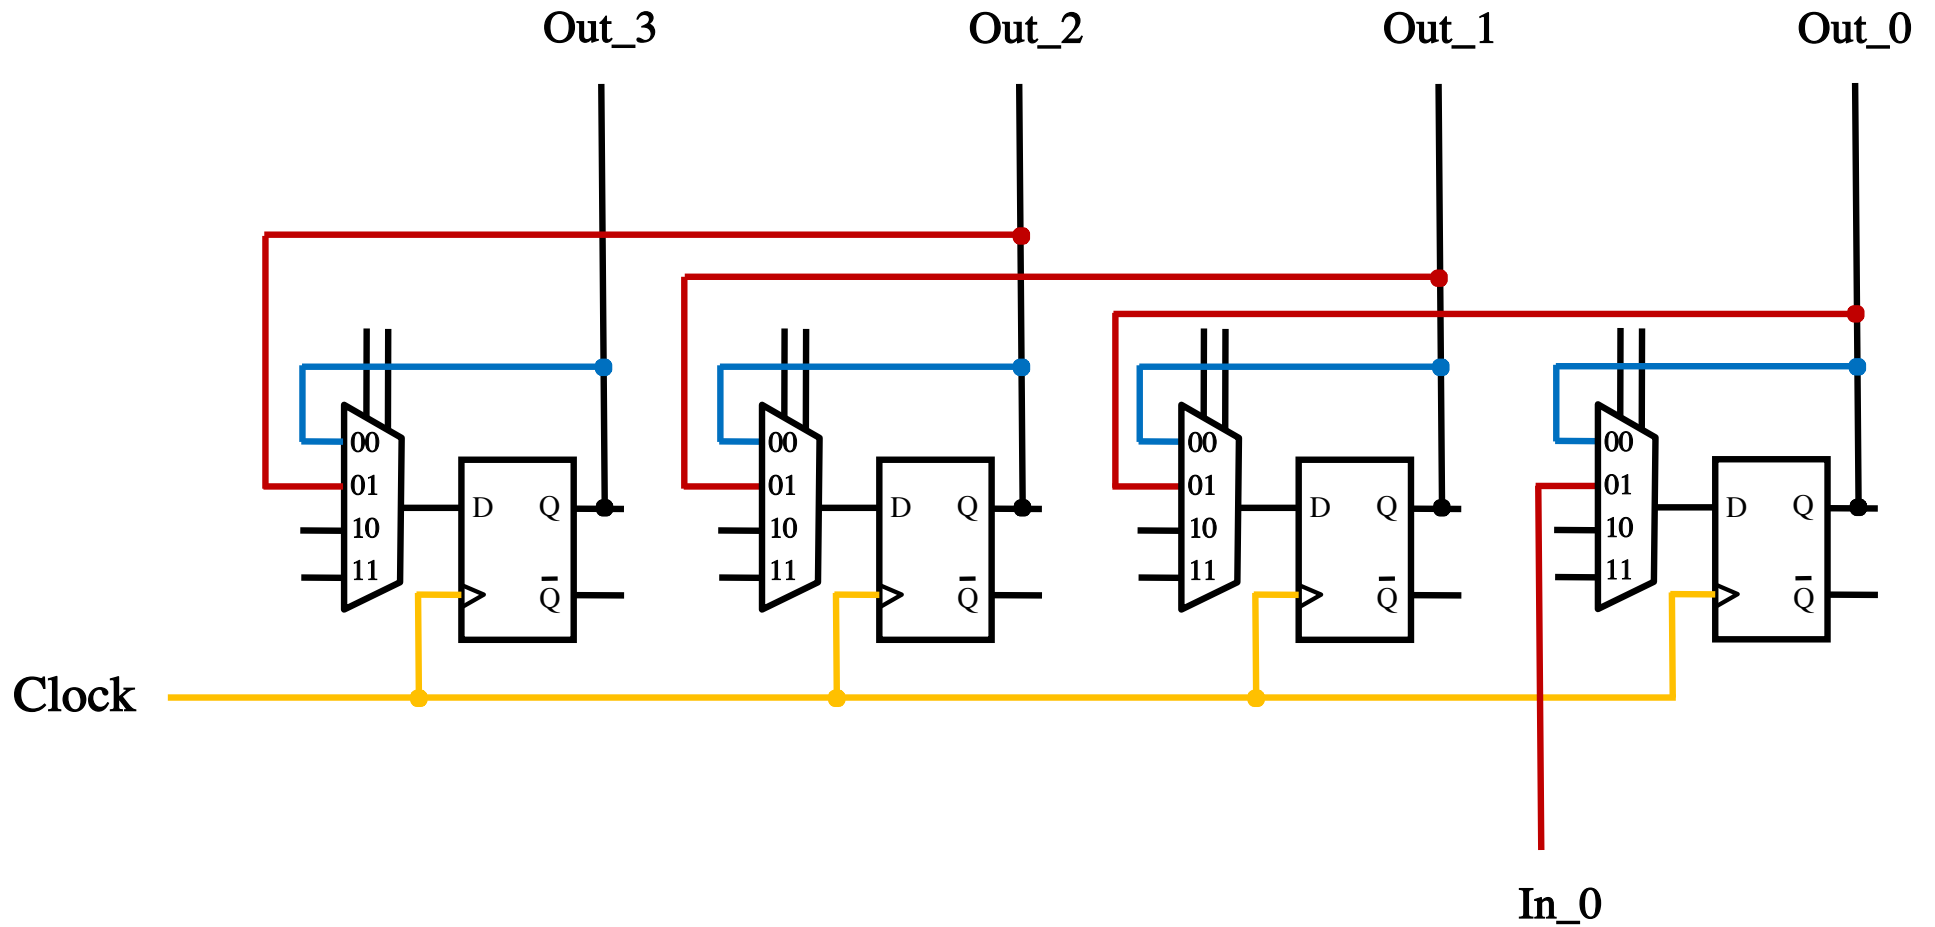 Out_3 Out_2 Out_1 Out_0
00 00 00 00
01 01 01 01
D Q D Q D Q D Q
10 10 10 10
11 11 11 11
Q̅ Q̅ Q̅ Q̅
Clock
In_0